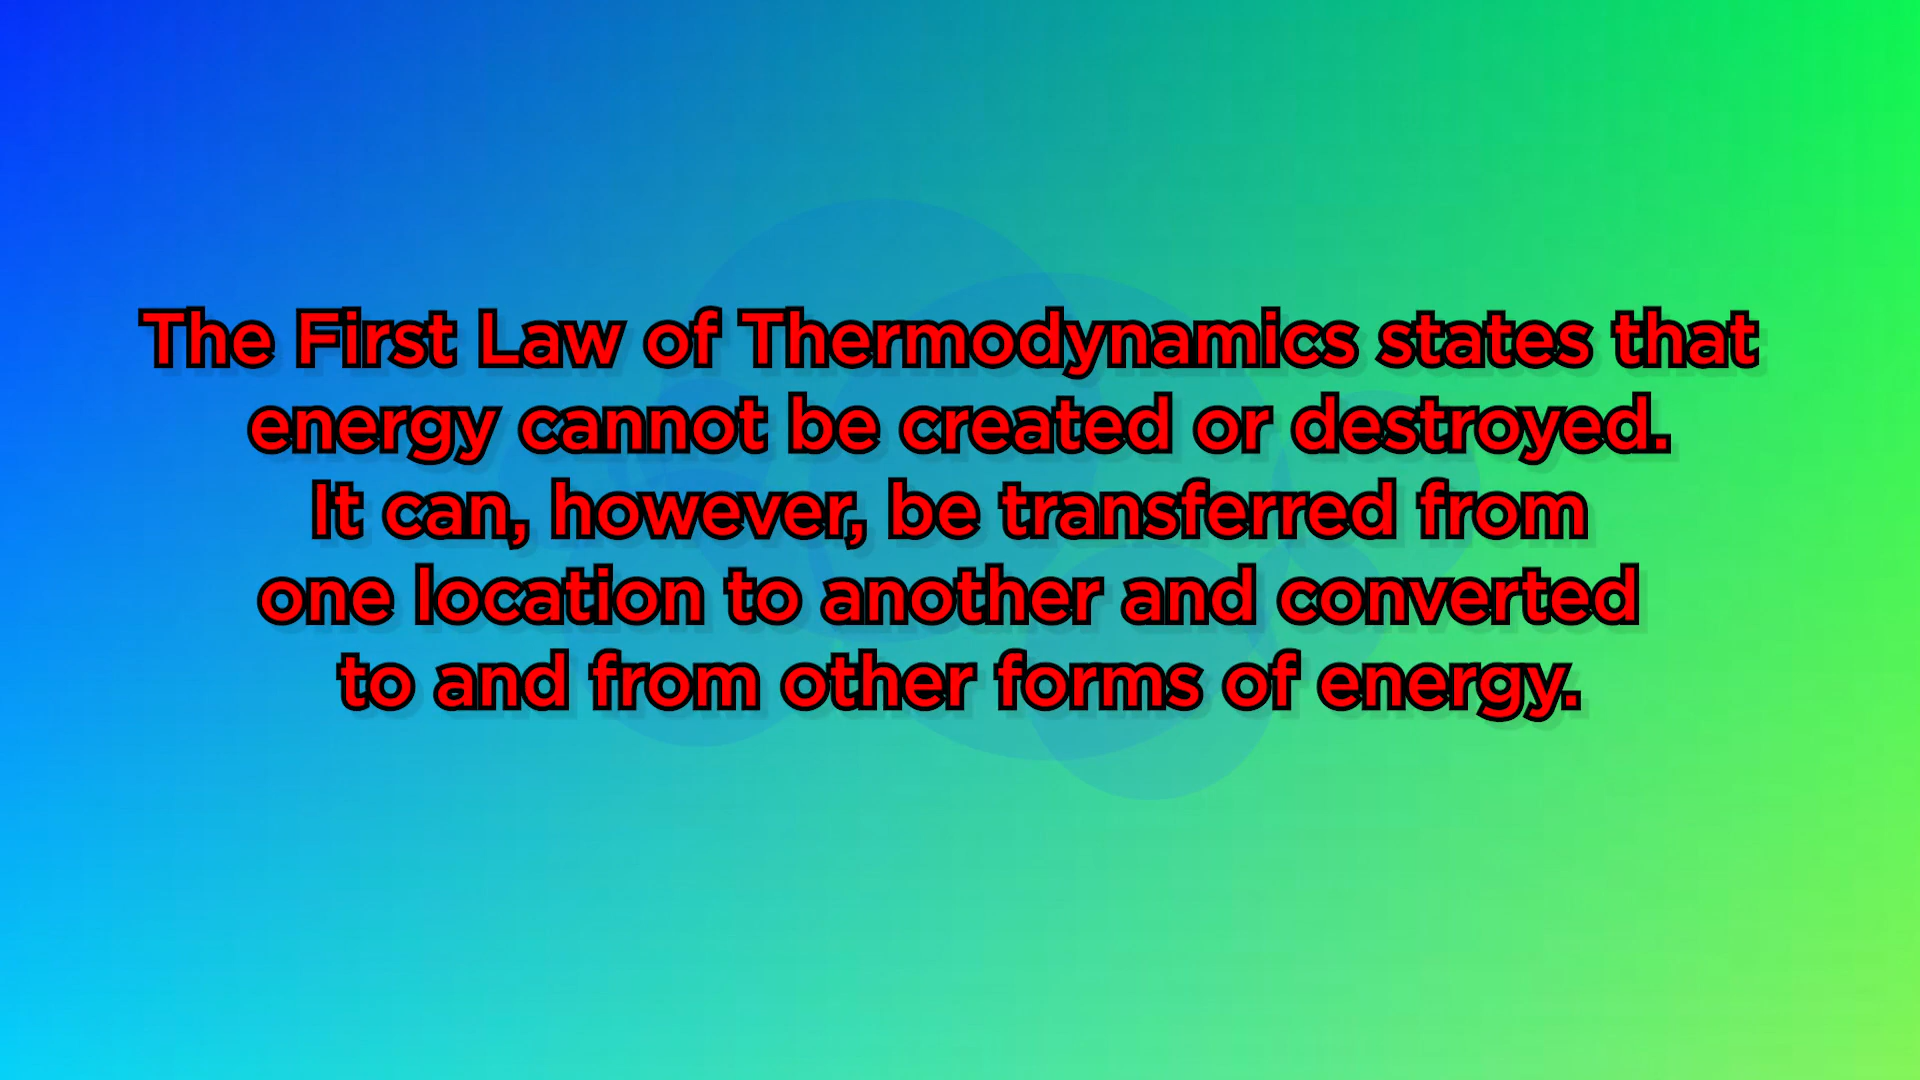 The First Law of Thermodynamics states that
energy cannot be created or destroyed.
It can, however, be transferred from
one location to another and converted
to and from other forms of energy.